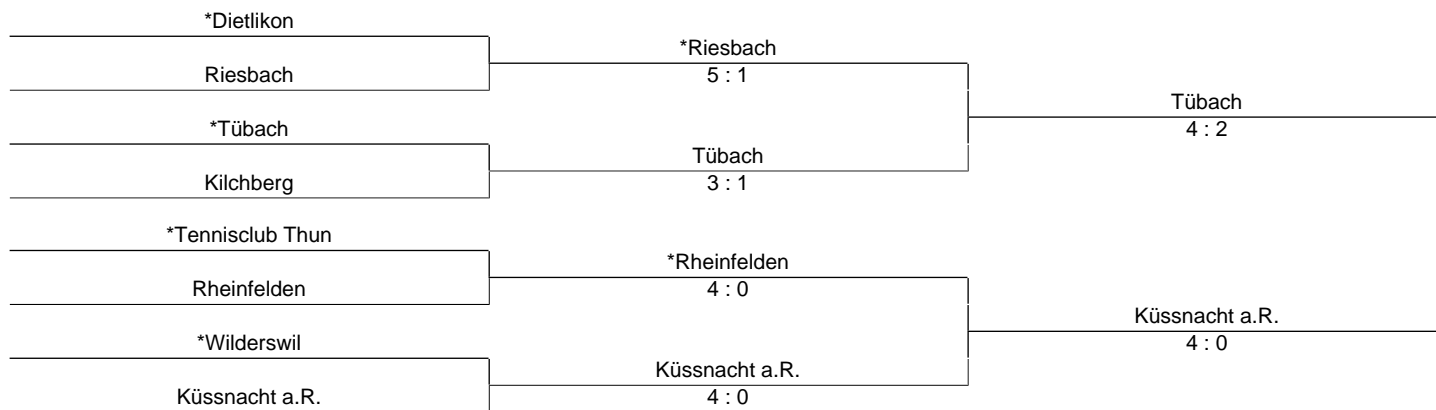 *Dietlikon
*Riesbach
Riesbach
5 : 1
Tübach
*Tübach
4 : 2
Tübach
Kilchberg
3 : 1
*Tennisclub Thun
*Rheinfelden
Rheinfelden
4 : 0
Küssnacht a.R.
*Wilderswil
4 : 0
Küssnacht a.R.
Küssnacht a.R.
4 : 0